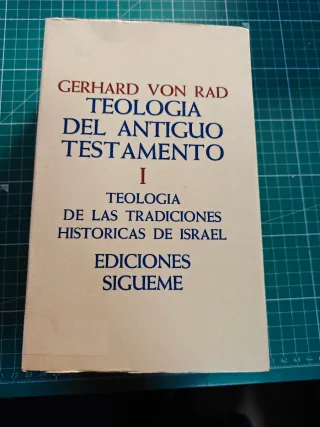 GERHARD VON RAD
TEOLOGIA
DEL ANTIGUO
TESTAMENTO
I
TEOLOGIA
DE LAS TRADICIONES
HISTORICAS DE ISRAEL
EDICIONES
SIGUEME